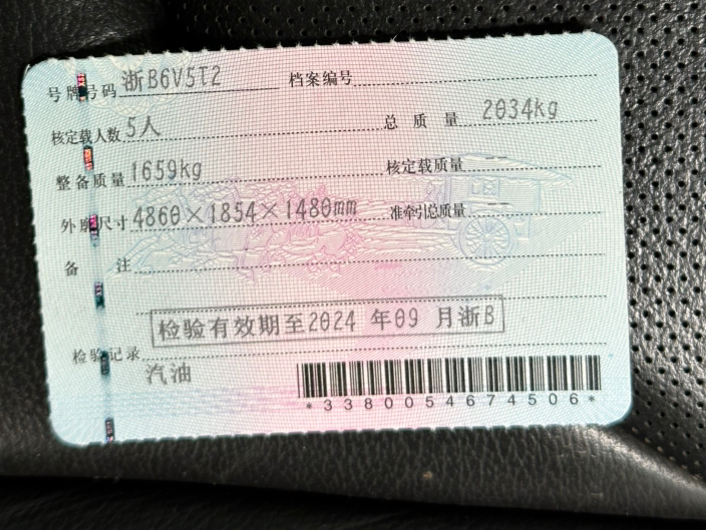 号牌号码 浙B6V5T2 档案编号
核定载人数 5人 总质量 2034kg
整备质量 1659kg 核定载质量 --
外廓尺寸 4860×1854×1480mm 准牵引总质量 --
备注
检验有效期至2024年09月浙B
检验记录
汽油
*3380054674506*